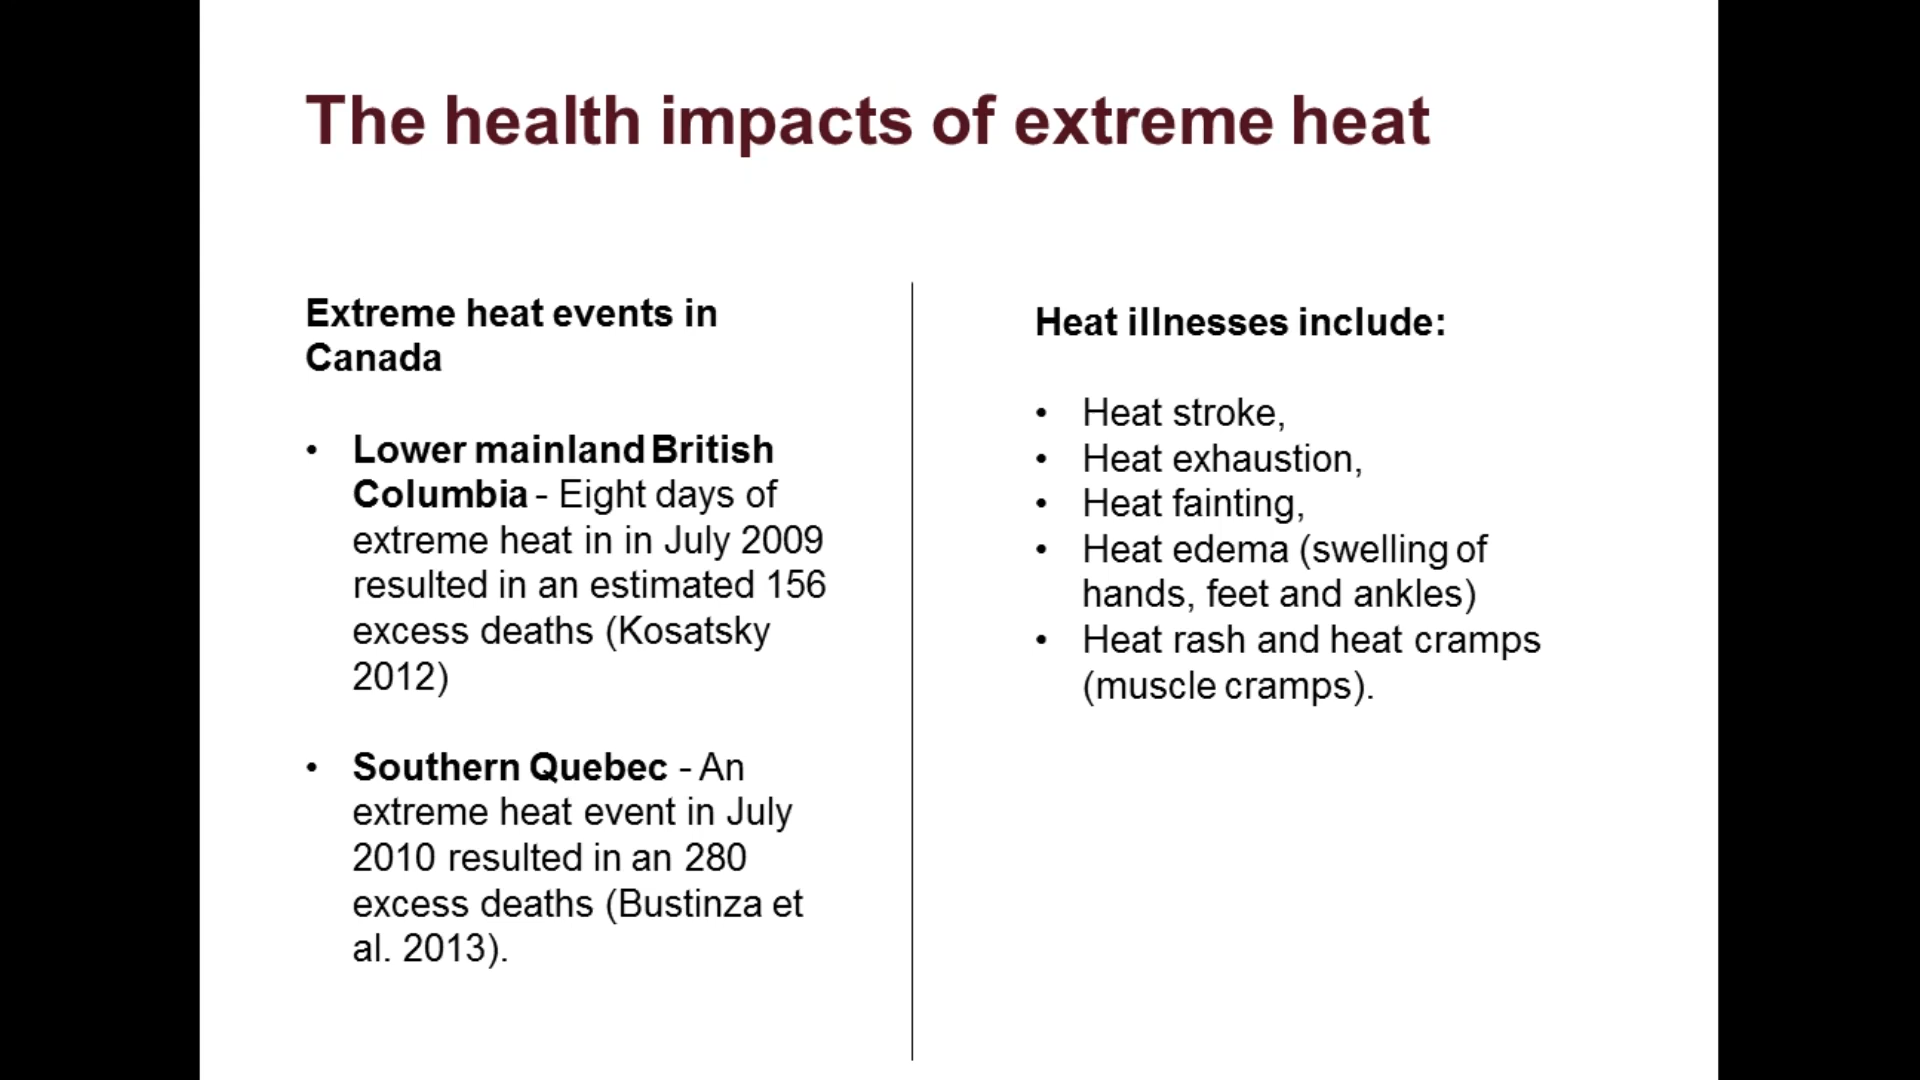 The health impacts of extreme heat
Extreme heat events in
Canada
• Lower mainland British
Columbia - Eight days of
extreme heat in in July 2009
resulted in an estimated 156
excess deaths (Kosatsky
2012)
• Southern Quebec - An
extreme heat event in July
2010 resulted in an 280
excess deaths (Bustinza et
al. 2013).
Heat illnesses include:
• Heat stroke,
• Heat exhaustion,
• Heat fainting,
• Heat edema (swelling of
hands, feet and ankles)
• Heat rash and heat cramps
(muscle cramps).